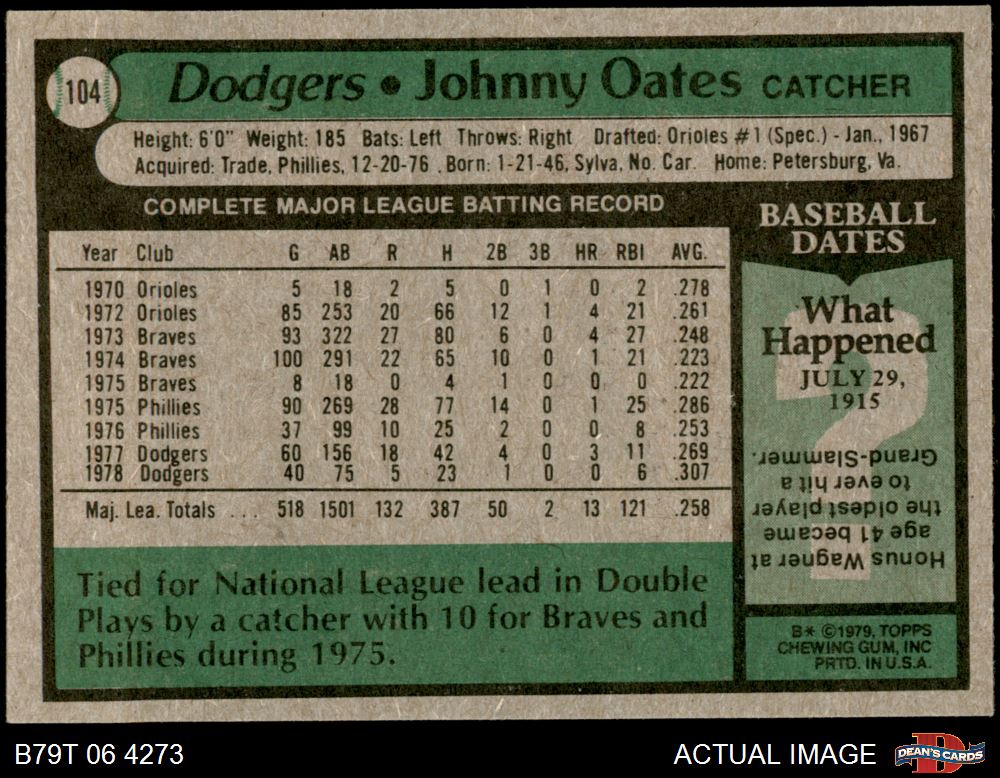 104
Dodgers • Johnny Oates CATCHER
Height: 6'0" Weight: 185 Bats: Left Throws: Right Drafted: Orioles #1 (Spec.) - Jan., 1967
Acquired: Trade, Phillies, 12-20-76 . Born: 1-21-46, Sylva, No. Car. Home: Petersburg, Va.
COMPLETE MAJOR LEAGUE BATTING RECORD
Year Club G AB R H 2B 3B HR RBI AVG.
1970 Orioles 5 18 2 5 0 1 0 2 .278
1972 Orioles 85 253 20 66 12 1 4 21 .261
1973 Braves 93 322 27 80 6 0 4 27 .248
1974 Braves 100 291 22 65 10 0 1 21 .223
1975 Braves 8 18 0 4 1 0 0 0 .222
1975 Phillies 90 269 28 77 14 0 1 25 .286
1976 Phillies 37 99 10 25 2 0 0 8 .253
1977 Dodgers 60 156 18 42 4 0 3 11 .269
1978 Dodgers 40 75 5 23 1 0 0 6 .307
Maj. Lea. Totals ... 518 1501 132 387 50 2 13 121 .258
Tied for National League lead in Double
Plays by a catcher with 10 for Braves and
Phillies during 1975.
BASEBALL
DATES
What
Happened
JULY 29,
1915
Honus Wagner at
age 41 became
the oldest player
to ever hit a
Grand-Slammer.
B* ©1979, TOPPS
CHEWING GUM, INC
PRTD. IN U.S.A.
B79T 06 4273
ACTUAL IMAGE
DEAN'S CARDS